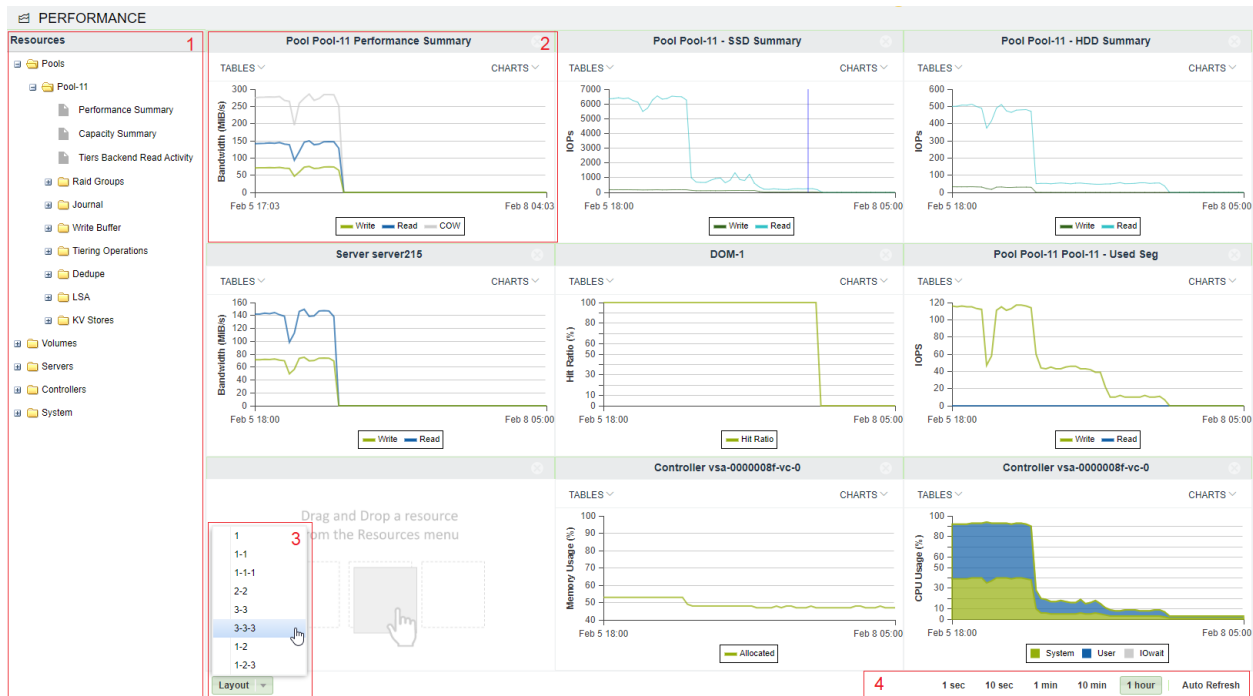 PERFORMANCE
Resources
1
Pools
Pool-11
Performance Summary
Capacity Summary
Tiers Backend Read Activity
Raid Groups
Journal
Write Buffer
Tiering Operations
Dedupe
LSA
KV Stores
Volumes
Servers
Controllers
System
Pool Pool-11 Performance Summary
2
TABLES
CHARTS
Bandwidth (MiB/s)
300
200
150
100
50
0
Feb 5 17:03
Feb 8 04:03
Write Read COW
Pool Pool-11 - SSD Summary
TABLES
CHARTS
IOPs
7000
6000
5000
4000
3000
2000
1000
0
Feb 5 18:00
Feb 8 05:00
Write Read
Pool Pool-11 - HDD Summary
TABLES
CHARTS
IOPs
600
500
400
300
200
100
0
Feb 5 18:00
Feb 8 05:00
Write Read
Server server215
TABLES
CHARTS
Bandwidth (MiB/s)
160
140
120
100
80
60
40
20
0
Feb 5 18:00
Feb 8 05:00
Write Read
DOM-1
TABLES
CHARTS
Hit Ratio (%)
100
80
60
50
30
10
0
Feb 5 18:00
Feb 8 05:00
Hit Ratio
Pool Pool-11 Pool-11 - Used Seg
TABLES
CHARTS
IOPS
120
100
80
60
40
20
0
Feb 5 18:00
Feb 8 05:00
Write Read
Drag and Drop a resource
from the Resources menu
3
1
1-1
1-1-1
2-2
3-3
3-3-3
1-2
1-2-3
Layout
Controller vsa-0000008f-vc-0
TABLES
CHARTS
Memory Usage (%)
100
90
80
60
50
40
Feb 5 18:00
Feb 8 05:00
Allocated
Controller vsa-0000008f-vc-0
TABLES
CHARTS
CPU Usage (%)
100
80
60
50
30
10
0
Feb 5 18:00
Feb 8 05:00
System User IOwait
4
1 sec 10 sec 1 min 10 min 1 hour Auto Refresh